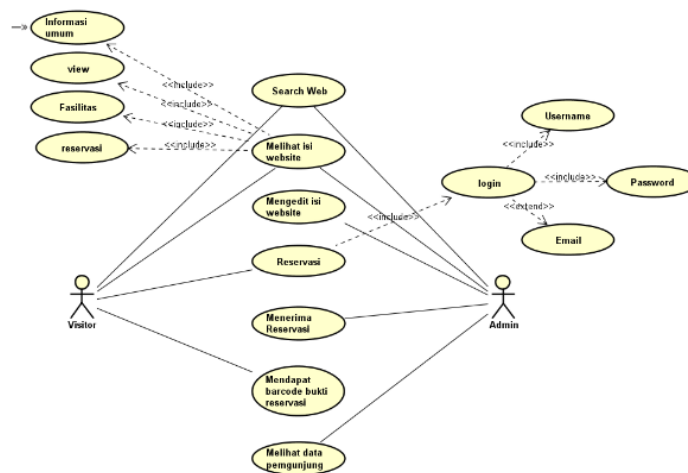 Informasi
umum
view
Fasilitas
reservasi
<<include>>
<<include>>
<<include>>
<<include>>
Search Web
Melihat isi
website
Mengedit isi
website
Reservasi
<<include>>
Menerima
Reservasi
Mendapat
barcode bukti
reservasi
Melihat data
pemgunjung
Visitor
Admin
login
<<include>>
<<include>>
<<extend>>
Username
Password
Email